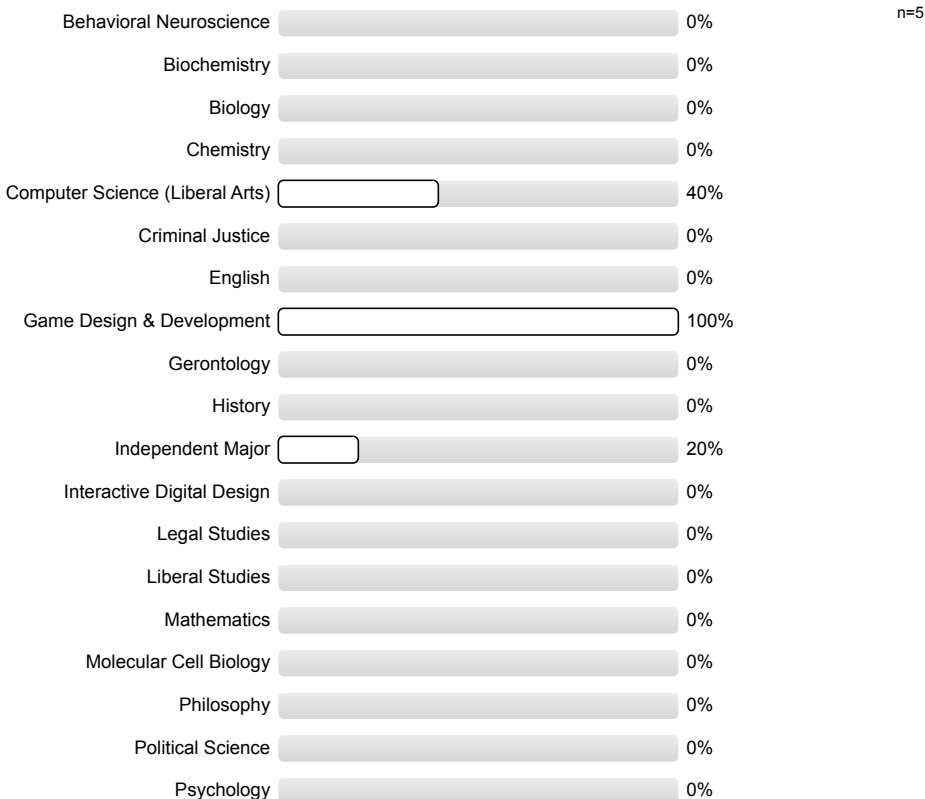 Behavioral Neuroscience 0% n=5
Biochemistry 0%
Biology 0%
Chemistry 0%
Computer Science (Liberal Arts) 40%
Criminal Justice 0%
English 0%
Game Design & Development 100%
Gerontology 0%
History 0%
Independent Major 20%
Interactive Digital Design 0%
Legal Studies 0%
Liberal Studies 0%
Mathematics 0%
Molecular Cell Biology 0%
Philosophy 0%
Political Science 0%
Psychology 0%